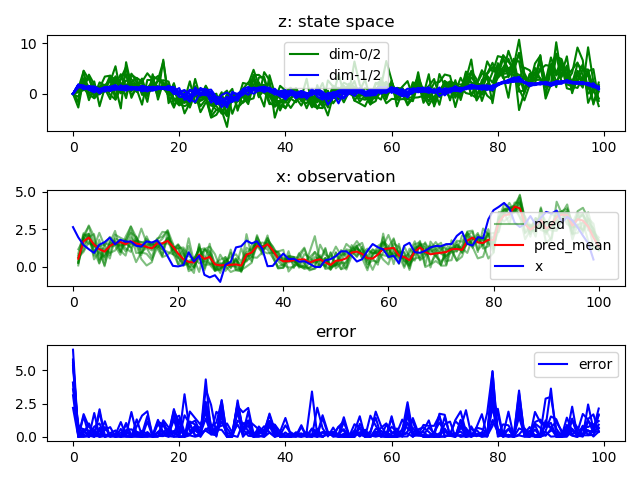 z: state space
10
0
dim-0/2
dim-1/2
0 20 40 60 80 100
x: observation
5.0
2.5
0.0
pred
pred_mean
x
0 20 40 60 80 100
error
5.0
2.5
0.0
error
0 20 40 60 80 100